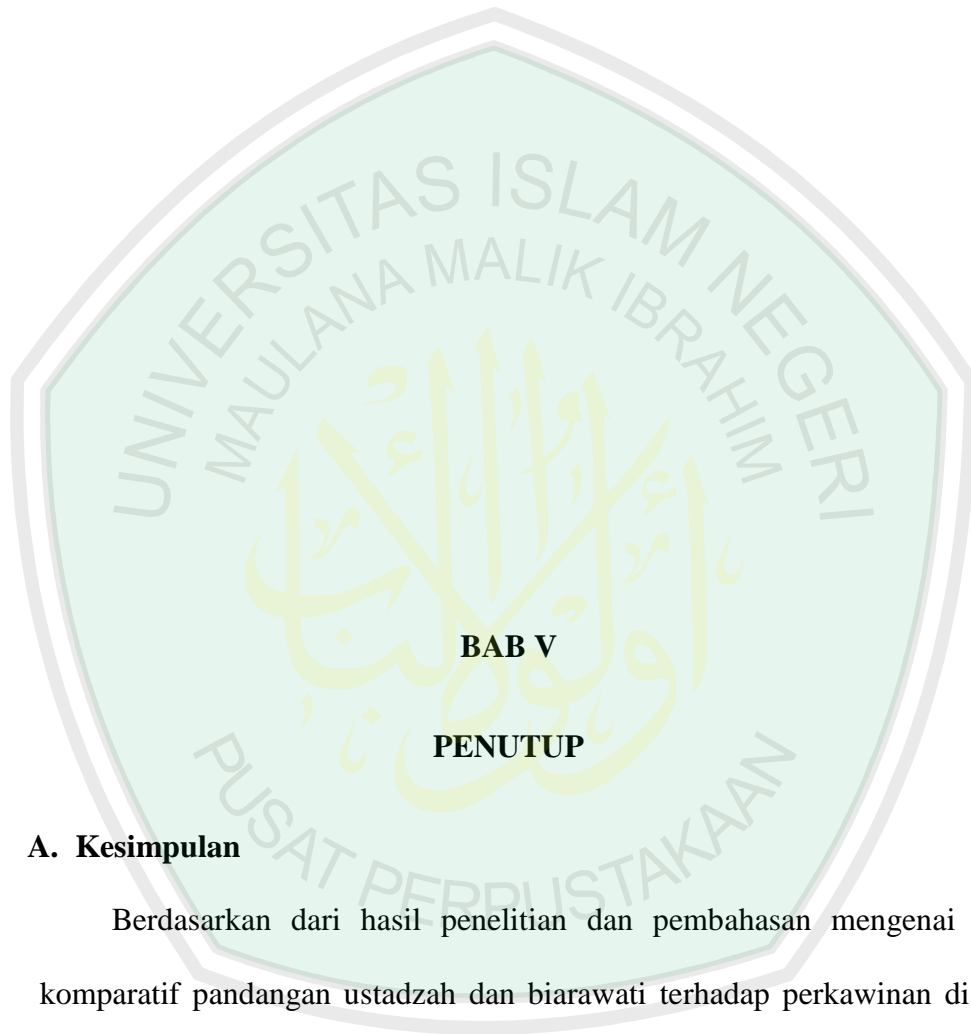 UNIVERSITAS ISLAM NEGERI
MAULANA MALIK IBRAHIM
BAB V
PENUTUP
A. Kesimpulan
Berdasarkan dari hasil penelitian dan pembahasan mengenai
komparatif pandangan ustadzah dan biarawati terhadap perkawinan di
PUSAT PERPUSTAKAAN